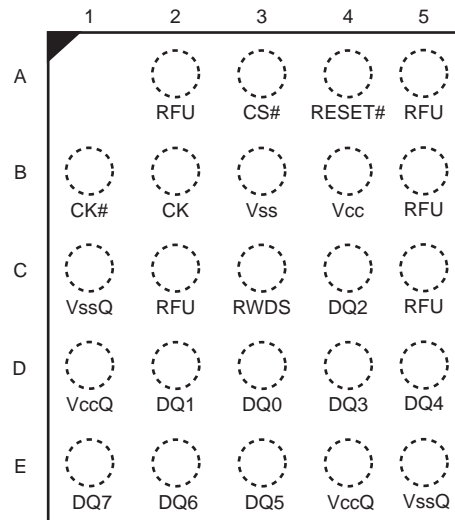 1 2 3 4 5
A
RFU CS# RESET# RFU
B
CK# CK Vss Vcc RFU
C
VssQ RFU RWDS DQ2 RFU
D
VccQ DQ1 DQ0 DQ3 DQ4
E
DQ7 DQ6 DQ5 VccQ VssQ